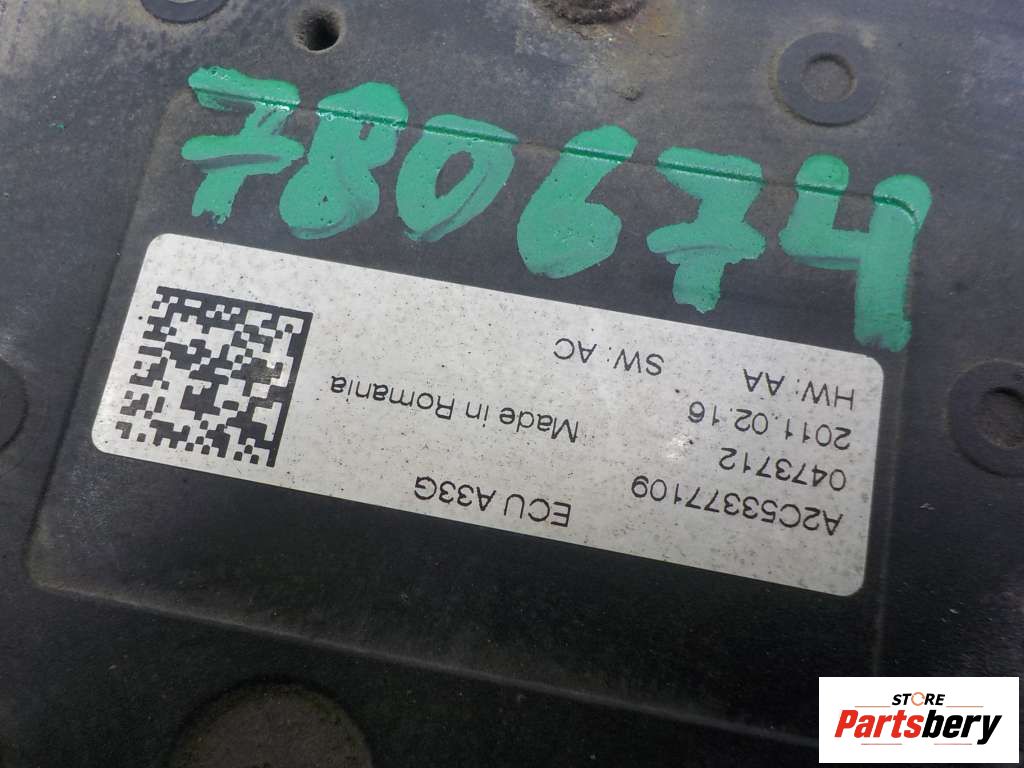 780674
A2C53377109
ECU A33G
0473712
2011.02.16
Made in Romania
HW: AA
SW: AC
STORE
Partsbery